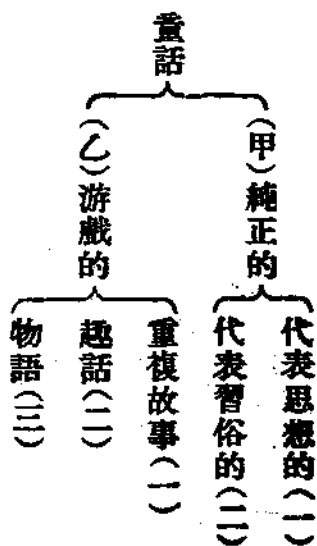 童話
(甲)純正的
代表思想的(一)
代表習俗的(二)
(乙)游戲的
重複故事(一)
趣話(二)
物語(三)